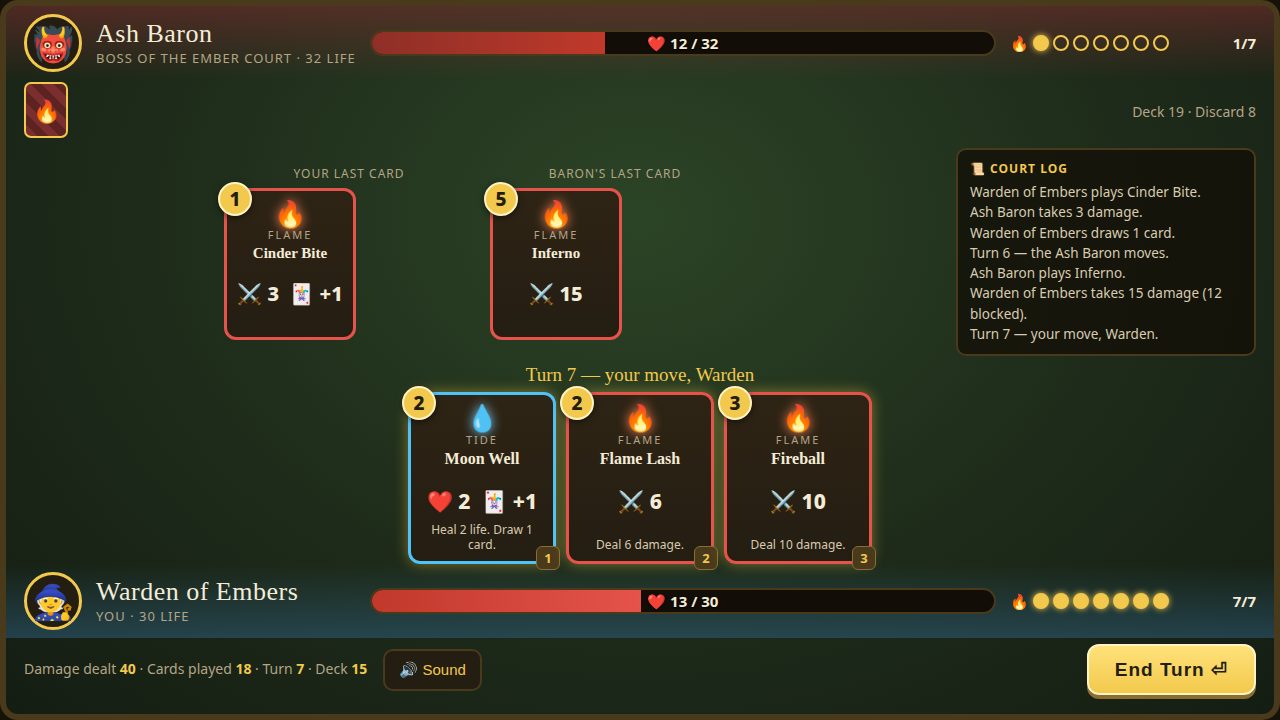 Ash Baron
BOSS OF THE EMBER COURT · 32 LIFE
12 / 32
1/7
Deck 19 · Discard 8
YOUR LAST CARD
BARON'S LAST CARD
1
FLAME
Cinder Bite
3 +1
5
FLAME
Inferno
15
COURT LOG
Warden of Embers plays Cinder Bite.
Ash Baron takes 3 damage.
Warden of Embers draws 1 card.
Turn 6 — the Ash Baron moves.
Ash Baron plays Inferno.
Warden of Embers takes 15 damage (12
blocked).
Turn 7 — your move, Warden.
Turn 7 — your move, Warden
2
TIDE
Moon Well
2 +1
Heal 2 life. Draw 1
card.
1
2
FLAME
Flame Lash
6
Deal 6 damage.
2
3
FLAME
Fireball
10
Deal 10 damage.
3
Warden of Embers
YOU · 30 LIFE
13 / 30
7/7
Damage dealt 40 · Cards played 18 · Turn 7 · Deck 15
Sound
End Turn ⏎